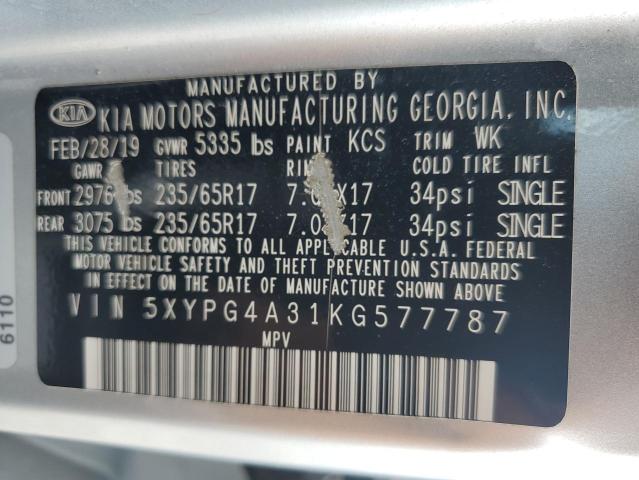 MANUFACTURED BY
KIA KIA MOTORS MANUFACTURING GEORGIA, INC.
FEB/28/19 GVWR 5335 lbs PAINT KCS TRIM WK
TIRES COLD TIRE INFL
FRONT 235/65R17 34psi SINGLE
REAR 3075 lbs 235/65R17 34psi SINGLE
THIS VEHICLE CONFORMS TO ALL APPLICABLE U.S.A. FEDERAL
MOTOR VEHICLE SAFETY AND THEFT PREVENTION STANDARDS
IN EFFECT ON THE DATE OF MANUFACTURE SHOWN ABOVE.
VIN 5XYPG4A31KG577787
MPV
6110